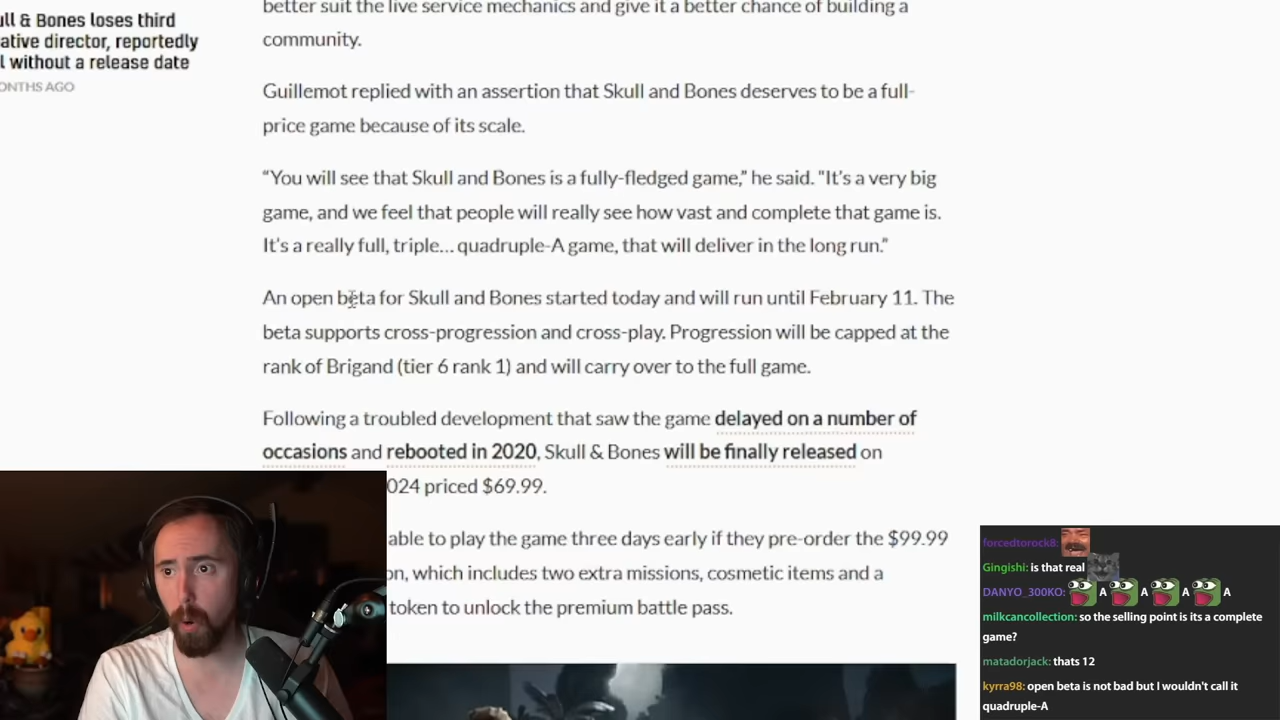 ull & Bones loses third
ative director, reportedly
l without a release date
ONTHS AGO
better suit the live service mechanics and give it a better chance of building a
community.
Guillemot replied with an assertion that Skull and Bones deserves to be a full-
price game because of its scale.
“You will see that Skull and Bones is a fully-fledged game,” he said. “It’s a very big
game, and we feel that people will really see how vast and complete that game is.
It’s a really full, triple… quadruple-A game, that will deliver in the long run.”
An open beta for Skull and Bones started today and will run until February 11. The
beta supports cross-progression and cross-play. Progression will be capped at the
rank of Brigand (tier 6 rank 1) and will carry over to the full game.
Following a troubled development that saw the game delayed on a number of
occasions and rebooted in 2020, Skull & Bones will be finally released on
024 priced $69.99.
able to play the game three days early if they pre-order the $99.99
on, which includes two extra missions, cosmetic items and a
token to unlock the premium battle pass.
forcedtorock8:
Gingishi: is that real
DANYO_300KO: A A A A
milkcancollection: so the selling point is its a complete
game?
matadorjack: thats 12
kyrra98: open beta is not bad but I wouldn't call it
quadruple-A